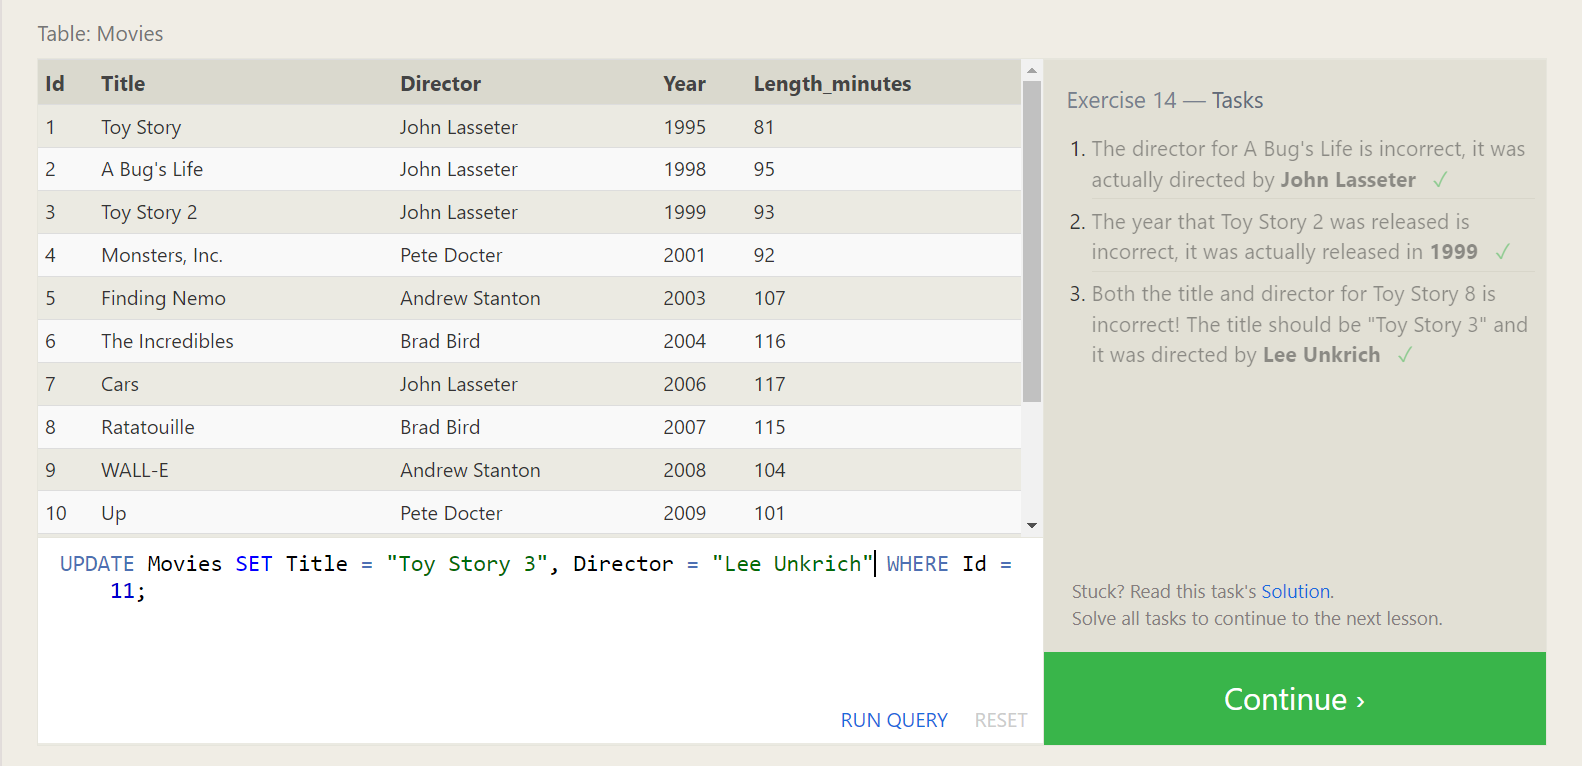 Table: Movies
Id Title Director Year Length_minutes
1 Toy Story John Lasseter 1995 81
2 A Bug's Life John Lasseter 1998 95
3 Toy Story 2 John Lasseter 1999 93
4 Monsters, Inc. Pete Docter 2001 92
5 Finding Nemo Andrew Stanton 2003 107
6 The Incredibles Brad Bird 2004 116
7 Cars John Lasseter 2006 117
8 Ratatouille Brad Bird 2007 115
9 WALL-E Andrew Stanton 2008 104
10 Up Pete Docter 2009 101
UPDATE Movies SET Title = "Toy Story 3", Director = "Lee Unkrich" WHERE Id =
11;
RUN QUERY RESET
Exercise 14 — Tasks
1. The director for A Bug's Life is incorrect, it was
actually directed by John Lasseter ✓
2. The year that Toy Story 2 was released is
incorrect, it was actually released in 1999 ✓
3. Both the title and director for Toy Story 8 is
incorrect! The title should be "Toy Story 3" and
it was directed by Lee Unkrich ✓
Stuck? Read this task's Solution.
Solve all tasks to continue to the next lesson.
Continue ›